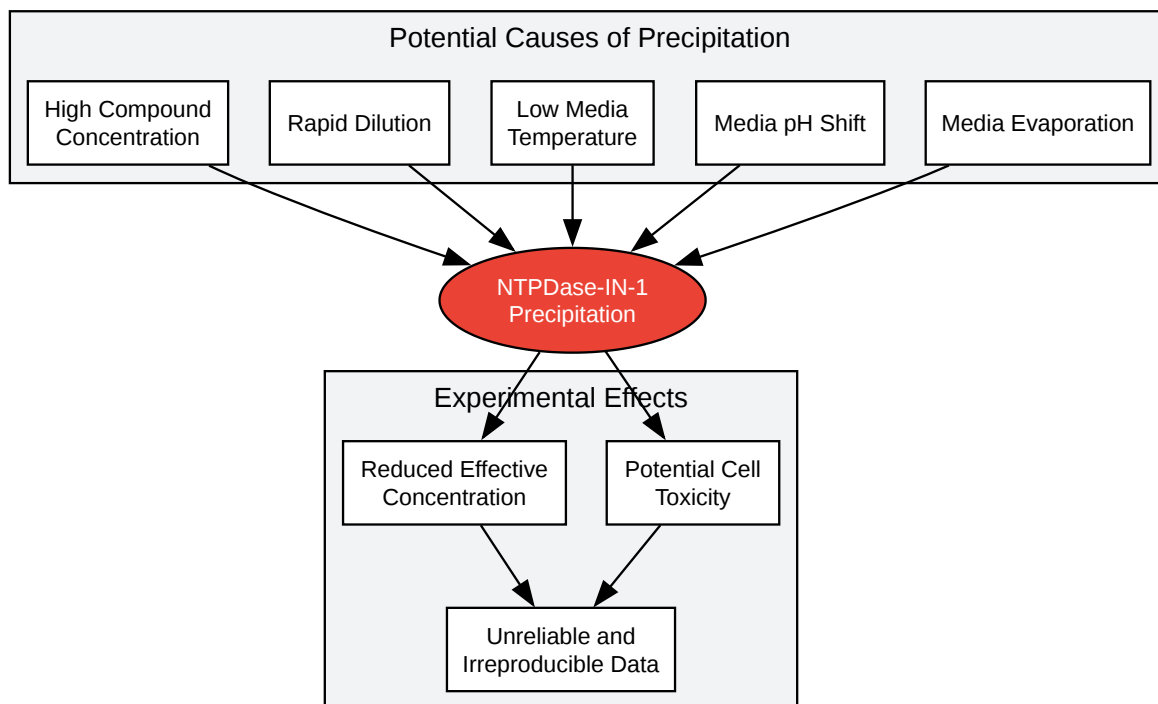 Potential Causes of Precipitation
High Compound
Concentration
Rapid Dilution
Low Media
Temperature
Media pH Shift
Media Evaporation
NTPDase-IN-1
Precipitation
Experimental Effects
Reduced Effective
Concentration
Potential Cell
Toxicity
Unreliable and
Irreproducible Data